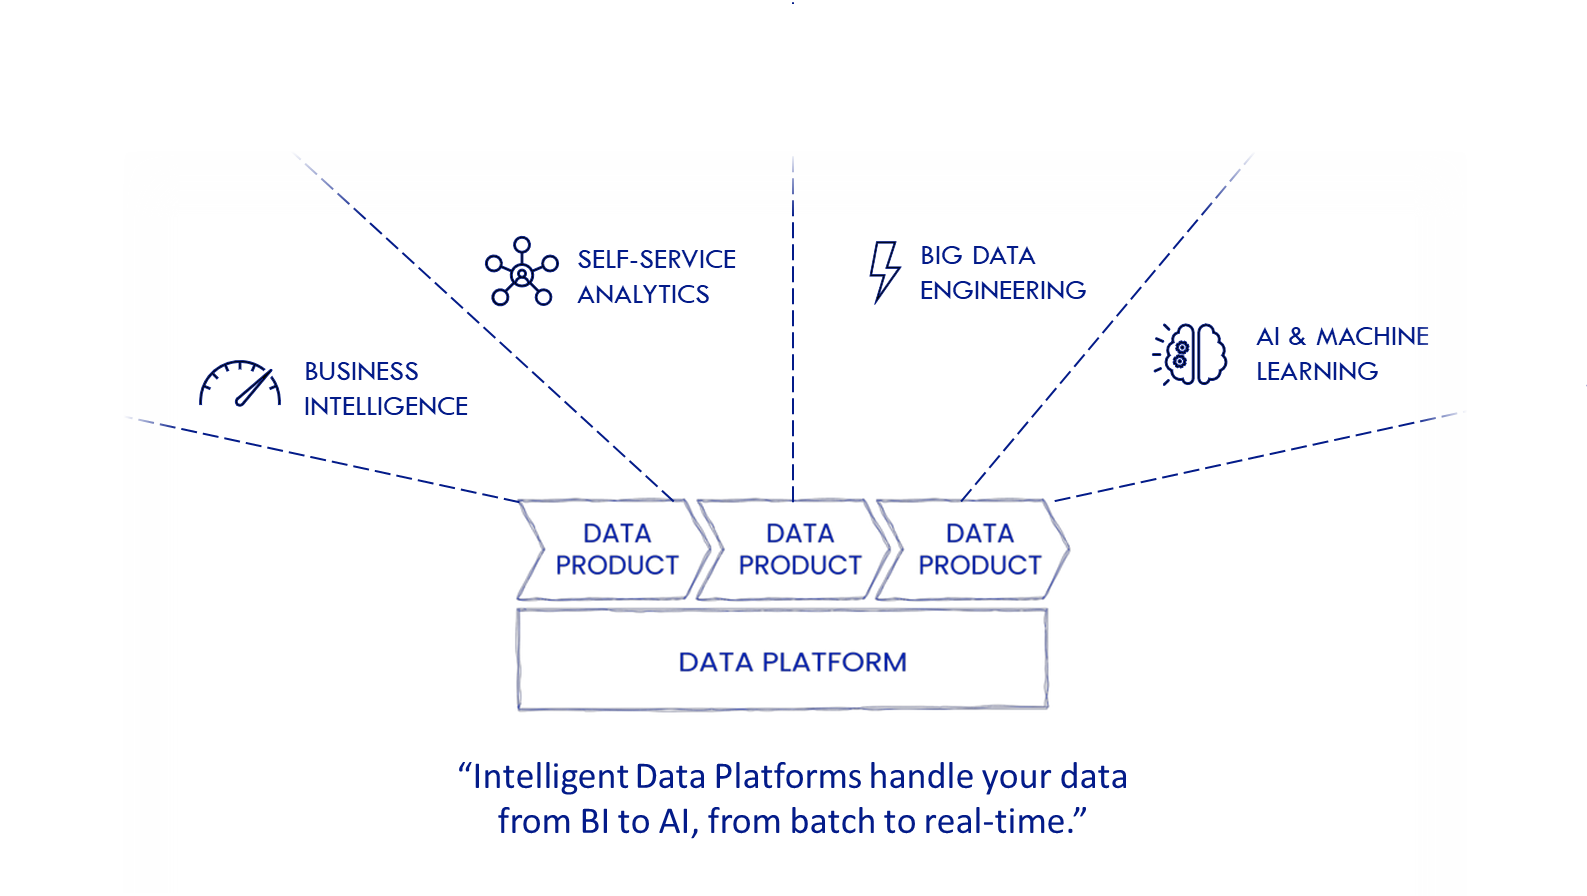 SELF-SERVICE
ANALYTICS
BIG DATA
ENGINEERING
BUSINESS
INTELLIGENCE
AI & MACHINE
LEARNING
DATA
PRODUCT
DATA
PRODUCT
DATA
PRODUCT
DATA PLATFORM
“Intelligent Data Platforms handle your data
from BI to AI, from batch to real-time.”